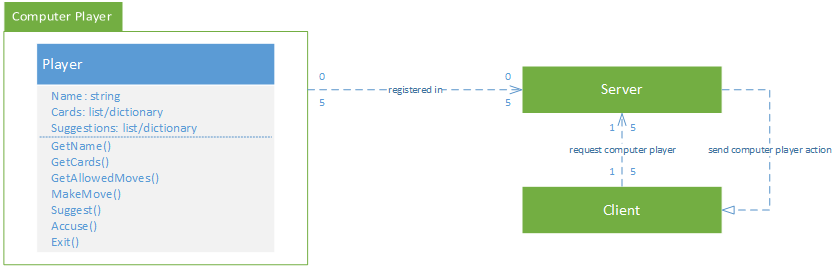 Computer Player
Player
Name: string
Cards: list/dictionary
Suggestions: list/dictionary
GetName()
GetCards()
GetAllowedMoves()
MakeMove()
Suggest()
Accuse()
Exit()
0
0
registered in
5
5
Server
1 5
request computer player
send computer player action
1 5
Client